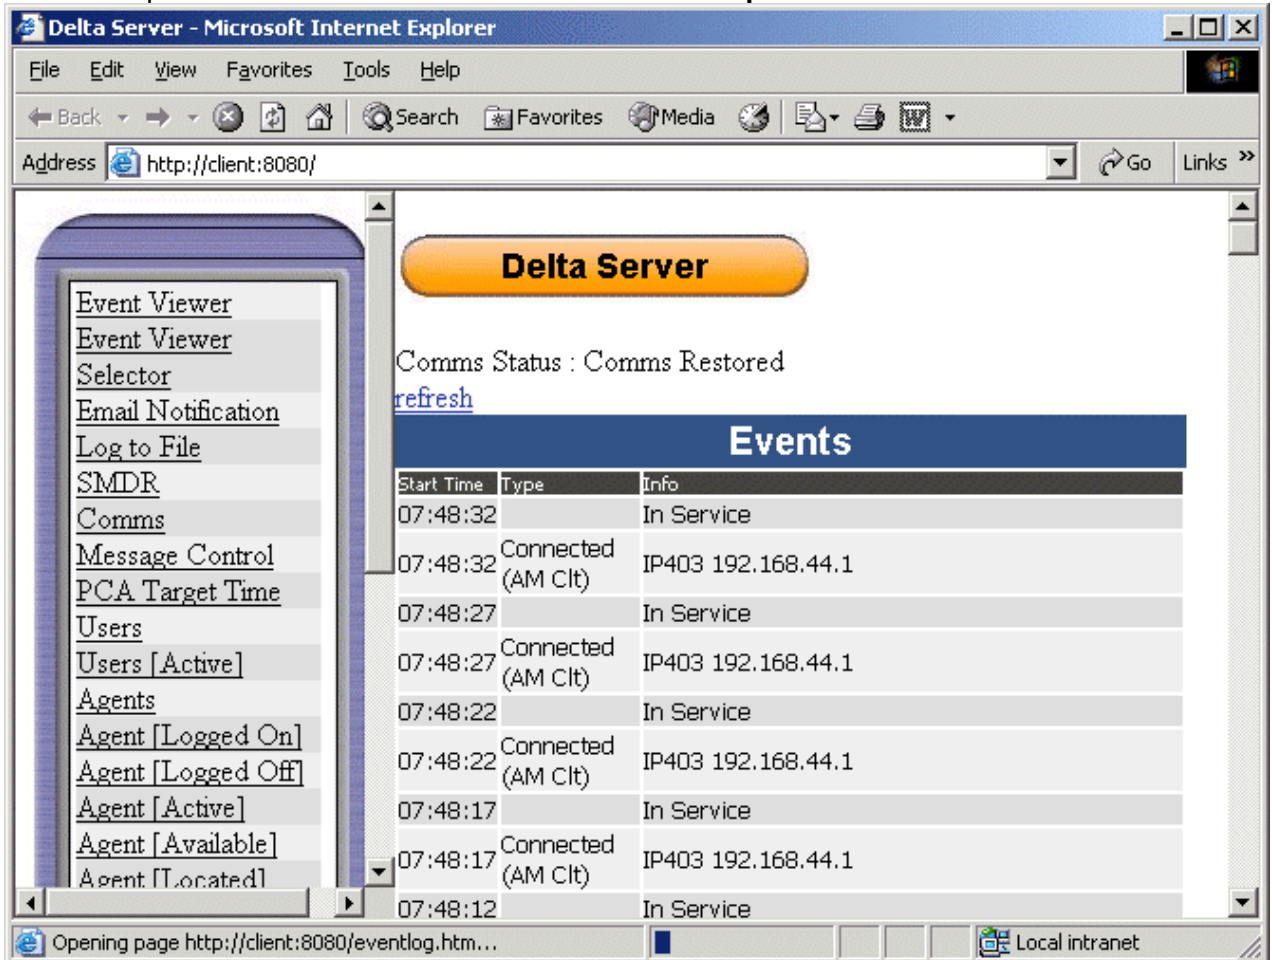 Delta Server - Microsoft Internet Explorer
File Edit View Favorites Tools Help
Back Search Favorites Media
Address http://client:8080/ Go Links »
Event Viewer
Event Viewer
Selector
Email Notification
Log to File
SMDR
Comms
Message Control
PCA Target Time
Users
Users [Active]
Agents
Agent [Logged On]
Agent [Logged Off]
Agent [Active]
Agent [Available]
Agent [Located]
Delta Server
Comms Status : Comms Restored
refresh
Events
Start Time Type Info
07:48:32 In Service
07:48:32 Connected (AM Clt) IP403 192.168.44.1
07:48:27 In Service
07:48:27 Connected (AM Clt) IP403 192.168.44.1
07:48:22 In Service
07:48:22 Connected (AM Clt) IP403 192.168.44.1
07:48:17 In Service
07:48:17 Connected (AM Clt) IP403 192.168.44.1
07:48:12 In Service
Opening page http://client:8080/eventlog.htm... Local intranet